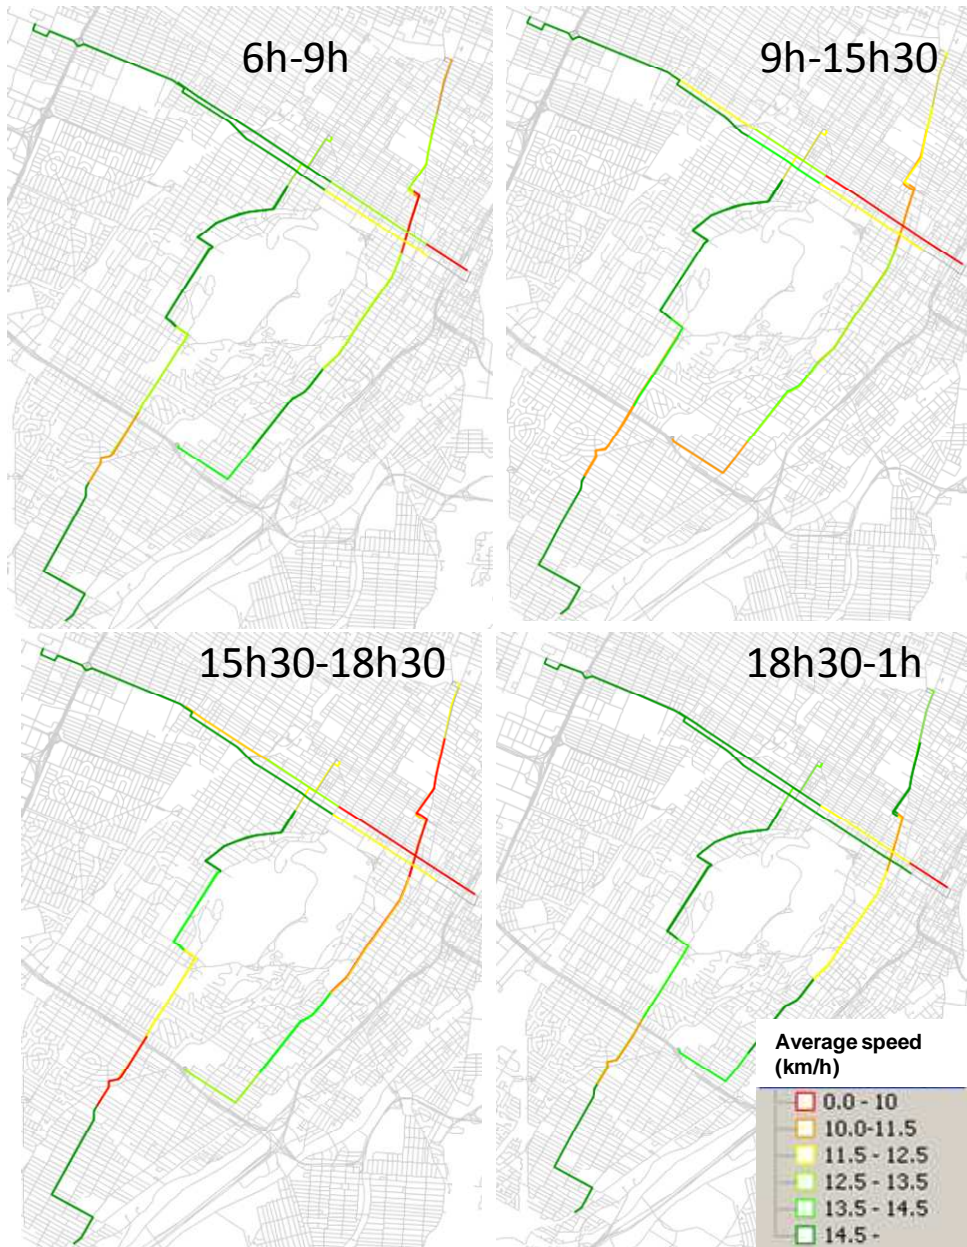 6h-9h
9h-15h30
15h30-18h30
18h30-1h
Average speed
(km/h)
0.0 - 10
10.0-11.5
11.5 - 12.5
12.5 - 13.5
13.5 - 14.5
14.5 -